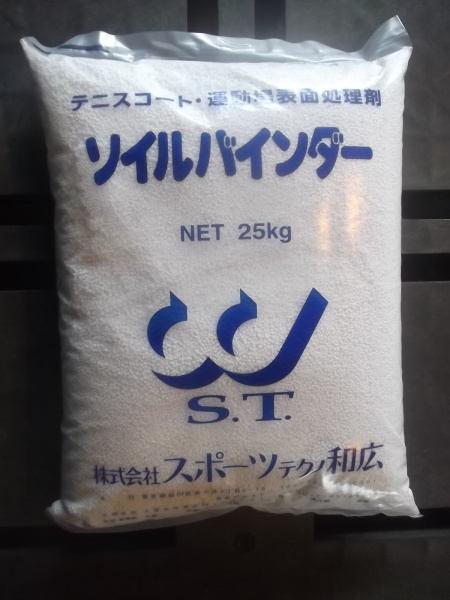 テニスコート・運動場表面処理剤
ソイルバインダー
NET 25kg
S.T.
株式会社 スポーツテクノ和広